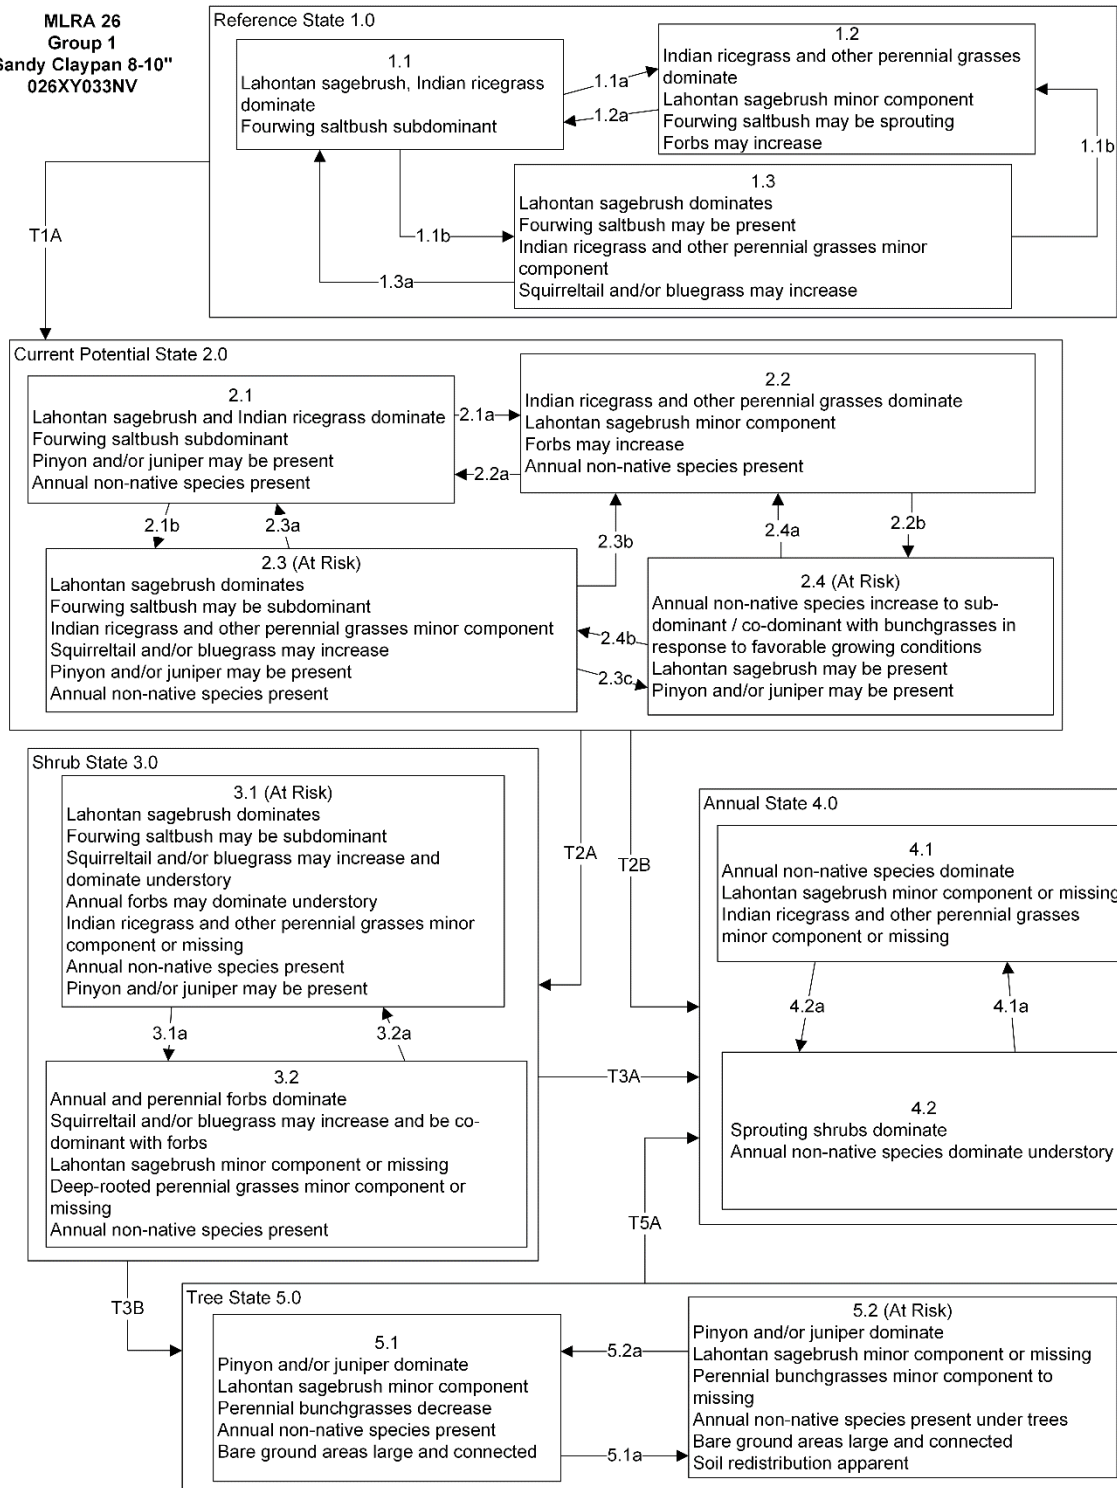 MLRA 26
Group 1
Sandy Claypan 8-10"
026XY033NV
Reference State 1.0
1.1
Lahontan sagebrush, Indian ricegrass
dominate
Fourwing saltbush subdominant
1.1a
1.2a
1.2
Indian ricegrass and other perennial grasses
dominate
Lahontan sagebrush minor component
Fourwing saltbush may be sprouting
Forbs may increase
1.1b
1.1b
1.3a
1.3
Lahontan sagebrush dominates
Fourwing saltbush may be present
Indian ricegrass and other perennial grasses minor
component
Squirreltail and/or bluegrass may increase
T1A
Current Potential State 2.0
2.1
Lahontan sagebrush and Indian ricegrass dominate
Fourwing saltbush subdominant
Pinyon and/or juniper may be present
Annual non-native species present
2.1a
2.2a
2.2
Indian ricegrass and other perennial grasses dominate
Lahontan sagebrush minor component
Forbs may increase
Annual non-native species present
2.1b
2.3a
2.3b
2.4a
2.2b
2.3 (At Risk)
Lahontan sagebrush dominates
Fourwing saltbush may be subdominant
Indian ricegrass and other perennial grasses minor component
Squirreltail and/or bluegrass may increase
Pinyon and/or juniper may be present
Annual non-native species present
2.4b
2.3c
2.4 (At Risk)
Annual non-native species increase to sub-
dominant / co-dominant with bunchgrasses in
response to favorable growing conditions
Lahontan sagebrush may be present
Pinyon and/or juniper may be present
Shrub State 3.0
3.1 (At Risk)
Lahontan sagebrush dominates
Fourwing saltbush may be subdominant
Squirreltail and/or bluegrass may increase and
dominate understory
Annual forbs may dominate understory
Indian ricegrass and other perennial grasses minor
component or missing
Annual non-native species present
Pinyon and/or juniper may be present
T2A
T2B
Annual State 4.0
4.1
Annual non-native species dominate
Lahontan sagebrush minor component or missing
Indian ricegrass and other perennial grasses
minor component or missing
3.1a
3.2a
4.2a
4.1a
3.2
Annual and perennial forbs dominate
Squirreltail and/or bluegrass may increase and be co-
dominant with forbs
Lahontan sagebrush minor component or missing
Deep-rooted perennial grasses minor component or
missing
Annual non-native species present
T3A
4.2
Sprouting shrubs dominate
Annual non-native species dominate understory
T5A
T3B
Tree State 5.0
5.1
Pinyon and/or juniper dominate
Lahontan sagebrush minor component
Perennial bunchgrasses decrease
Annual non-native species present
Bare ground areas large and connected
5.2a
5.1a
5.2 (At Risk)
Pinyon and/or juniper dominate
Lahontan sagebrush minor component or missing
Perennial bunchgrasses minor component to
missing
Annual non-native species present under trees
Bare ground areas large and connected
Soil redistribution apparent